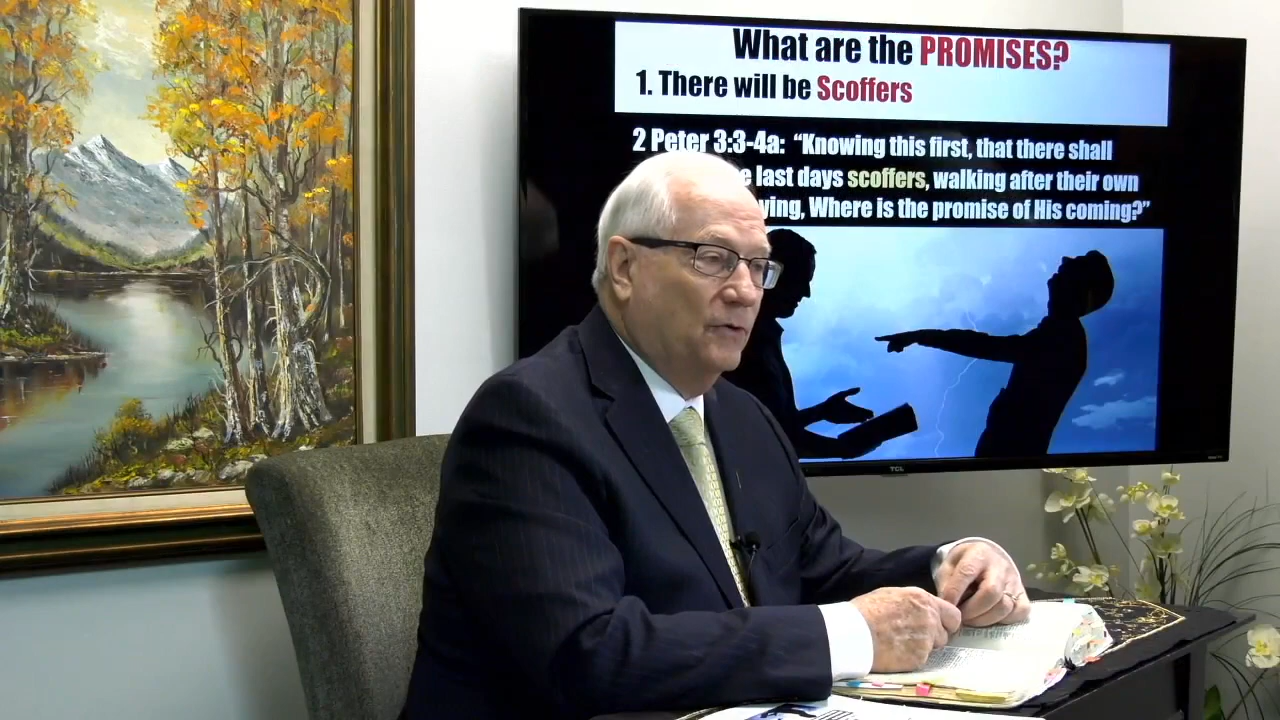 What are the PROMISES?
1. There will be Scoffers
2 Peter 3:3-4a: “Knowing this first, that there shall
last days scoffers, walking after their own
Where is the promise of His coming?”
TCL